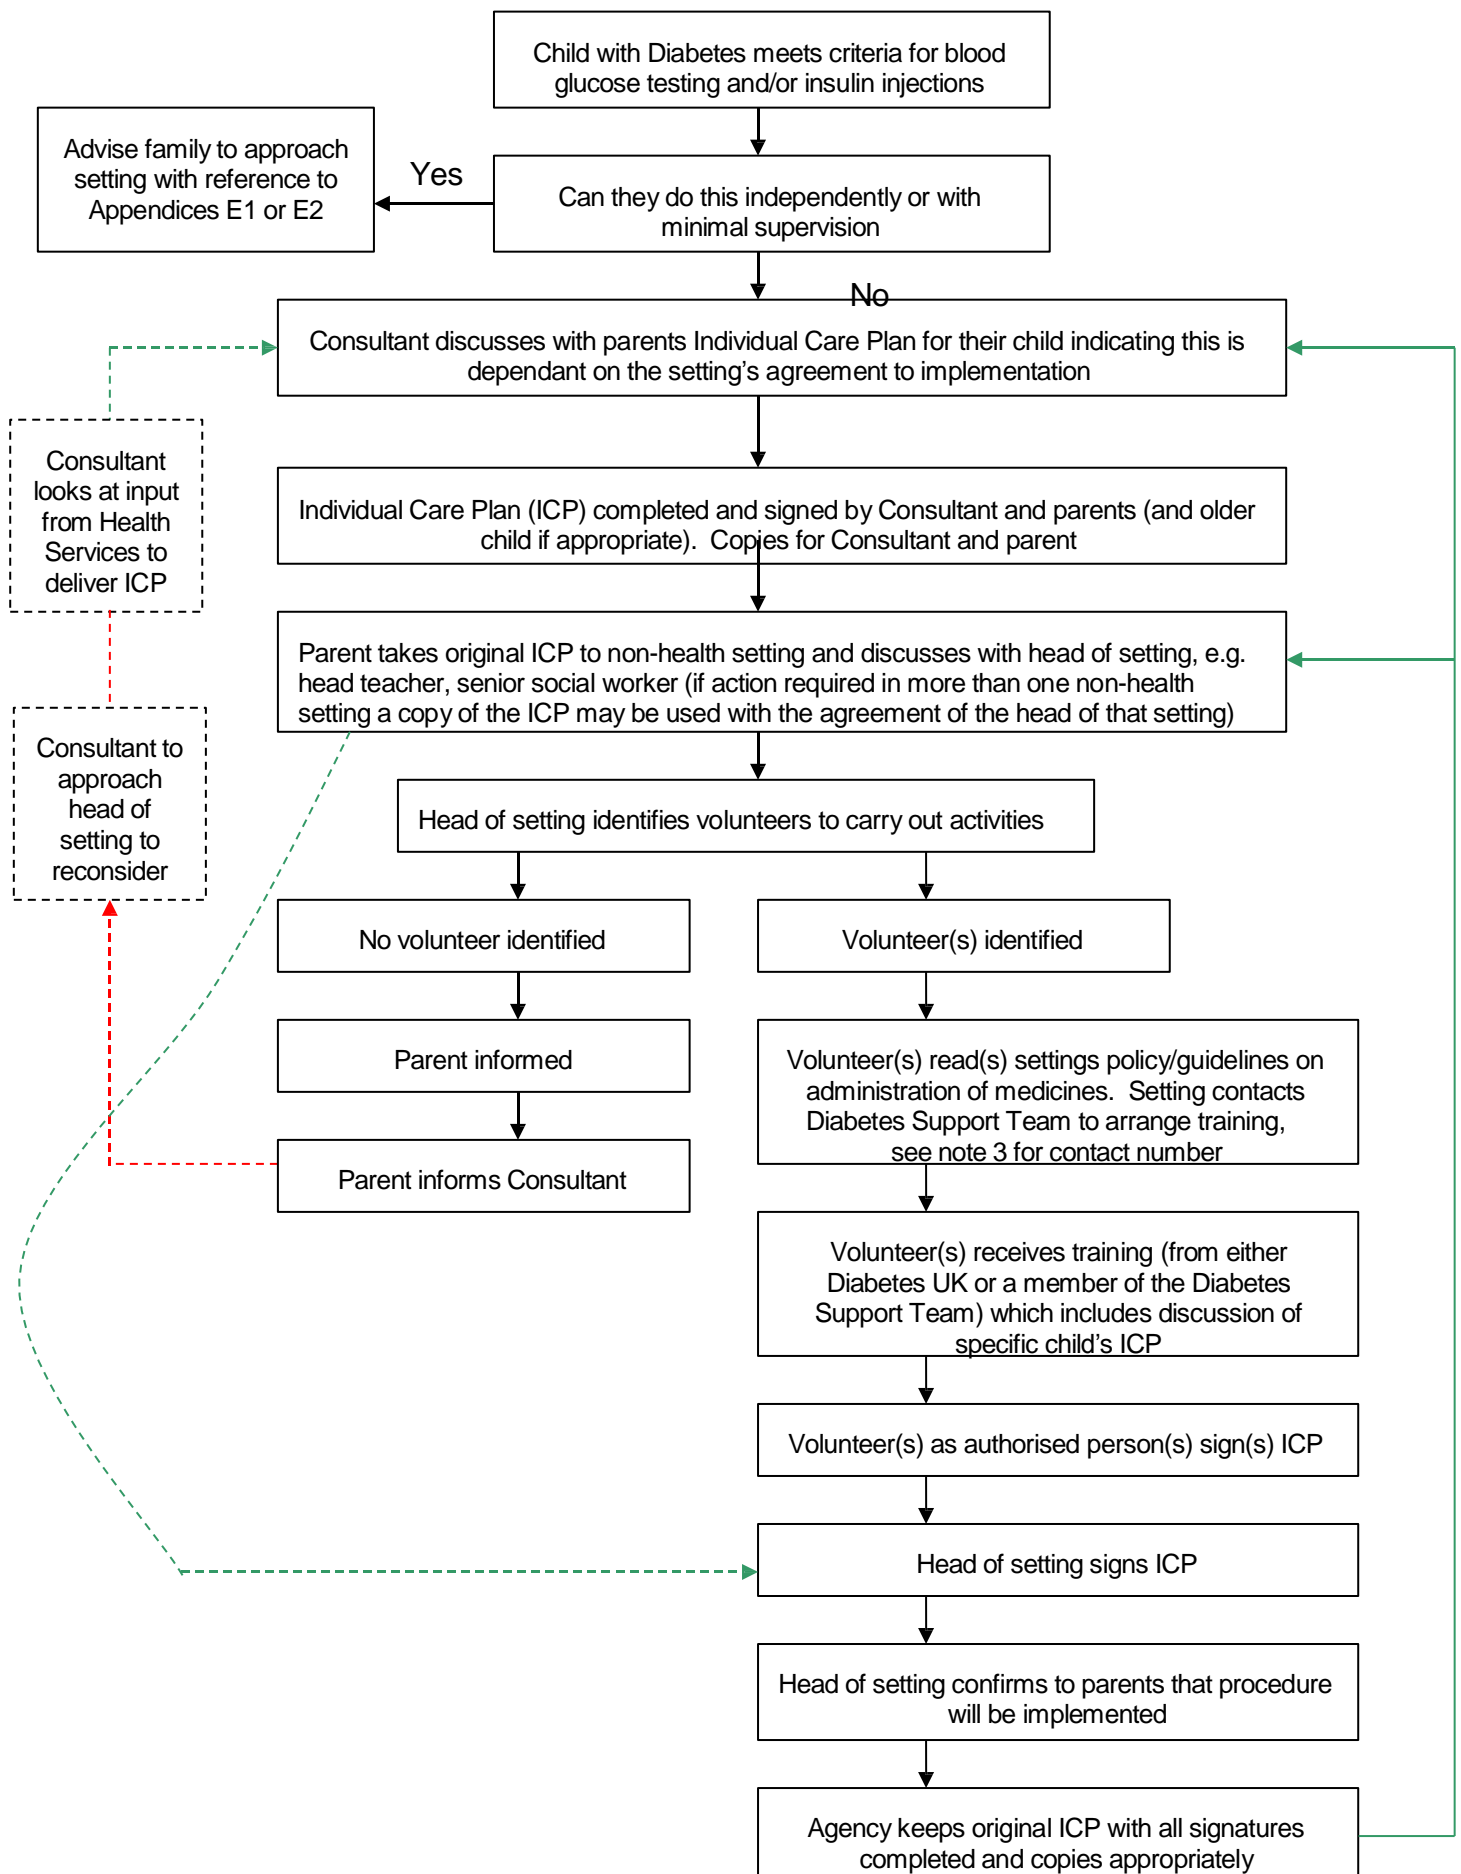 Child with Diabetes meets criteria for blood
glucose testing and/or insulin injections
Advise family to approach
setting with reference to
Appendices E1 or E2
Yes
Can they do this independently or with
minimal supervision
No
Consultant discusses with parents Individual Care Plan for their child indicating this is
dependant on the setting's agreement to implementation
Consultant
looks at input
from Health
Services to
deliver ICP
Individual Care Plan (ICP) completed and signed by Consultant and parents (and older
child if appropriate).  Copies for Consultant and parent
Parent takes original ICP to non-health setting and discusses with head of setting, e.g.
head teacher, senior social worker (if action required in more than one non-health
setting a copy of the ICP may be used with the agreement of the head of that setting)
Consultant to
approach
head of
setting to
reconsider
Head of setting identifies volunteers to carry out activities
No volunteer identified
Volunteer(s) identified
Parent informed
Volunteer(s) read(s) settings policy/guidelines on
administration of medicines.  Setting contacts
Diabetes Support Team to arrange training,
see note 3 for contact number
Parent informs Consultant
Volunteer(s) receives training (from either
Diabetes UK or a member of the Diabetes
Support Team) which includes discussion of
specific child's ICP
Volunteer(s) as authorised person(s) sign(s) ICP
Head of setting signs ICP
Head of setting confirms to parents that procedure
will be implemented
Agency keeps original ICP with all signatures
completed and copies appropriately